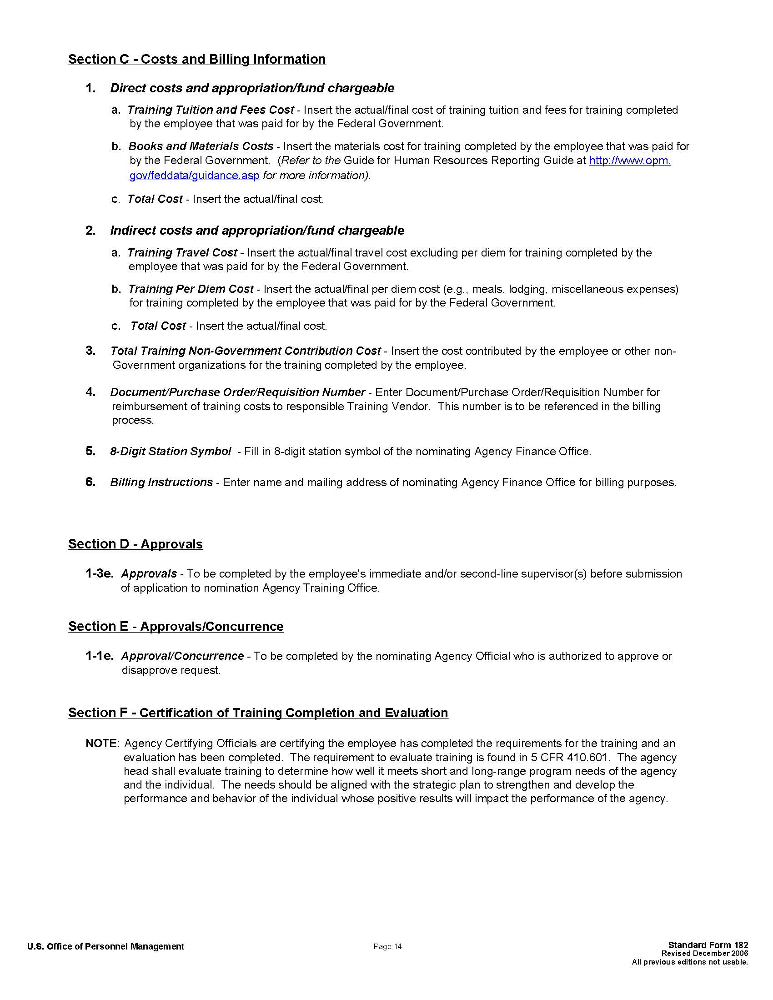 Section C - Costs and Billing Information
1. Direct costs and appropriation/fund chargeable
a. Training Tuition and Fees Cost - Insert the actual/final cost of training tuition and fees for training completed
by the employee that was paid for by the Federal Government.
b. Books and Materials Costs - Insert the materials cost for training completed by the employee that was paid for
by the Federal Government. (Refer to the Guide for Human Resources Reporting Guide at http://www.opm.
gov/feddata/guidance.asp for more information).
c. Total Cost - Insert the actual/final cost.
2. Indirect costs and appropriation/fund chargeable
a. Training Travel Cost - Insert the actual/final travel cost excluding per diem for training completed by the
employee that was paid for by the Federal Government.
b. Training Per Diem Cost - Insert the actual/final per diem cost (e.g., meals, lodging, miscellaneous expenses)
for training completed by the employee that was paid for by the Federal Government.
c. Total Cost - Insert the actual/final cost.
3. Total Training Non-Government Contribution Cost - Insert the cost contributed by the employee or other non-
Government organizations for the training completed by the employee.
4. Document/Purchase Order/Requisition Number - Enter Document/Purchase Order/Requisition Number for
reimbursement of training costs to responsible Training Vendor. This number is to be referenced in the billing
process.
5. 8-Digit Station Symbol - Fill in 8-digit station symbol of the nominating Agency Finance Office.
6. Billing Instructions - Enter name and mailing address of nominating Agency Finance Office for billing purposes.
Section D - Approvals
1-3e. Approvals - To be completed by the employee's immediate and/or second-line supervisor(s) before submission
of application to nomination Agency Training Office.
Section E - Approvals/Concurrence
1-1e. Approval/Concurrence - To be completed by the nominating Agency Official who is authorized to approve or
disapprove request.
Section F - Certification of Training Completion and Evaluation
NOTE: Agency Certifying Officials are certifying the employee has completed the requirements for the training and an
evaluation has been completed. The requirement to evaluate training is found in 5 CFR 410.601. The agency
head shall evaluate training to determine how well it meets short and long-range program needs of the agency
and the individual. The needs should be aligned with the strategic plan to strengthen and develop the
performance and behavior of the individual whose positive results will impact the performance of the agency.
U.S. Office of Personnel Management
Page 14
Standard Form 182
Revised December 2006
All previous editions not usable.